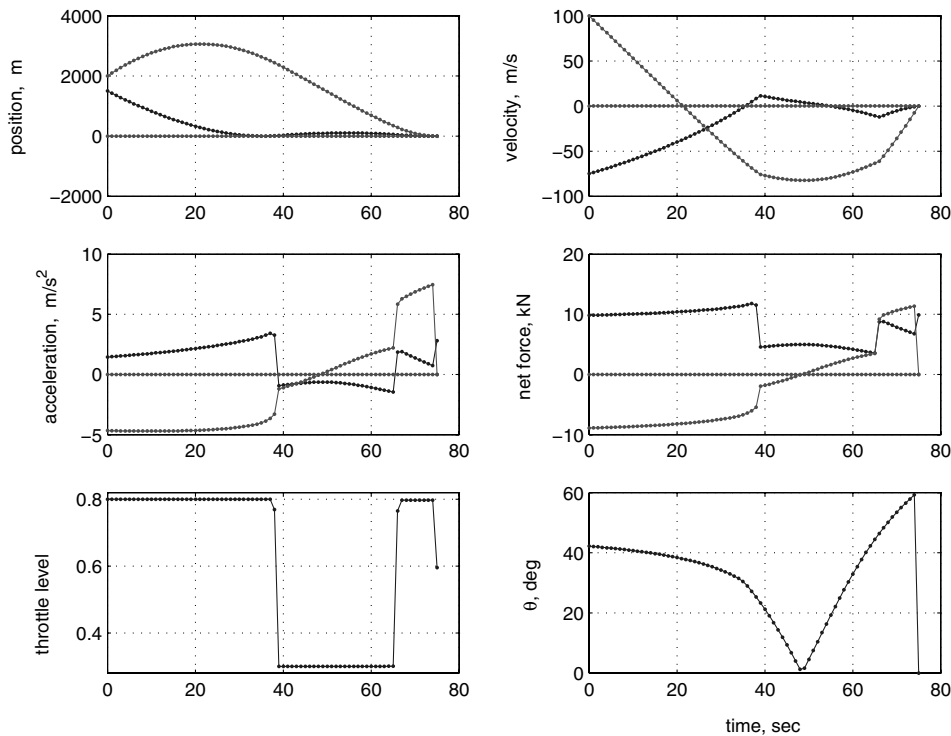 4000
2000
0
−2000
position, m
0 20 40 60 80
100
50
0
−50
−100
velocity, m/s
0 20 40 60 80
10
5
0
−5
acceleration, m/s²
0 20 40 60 80
20
10
0
−10
net force, kN
0 20 40 60 80
0.8
0.6
0.4
throttle level
0 20 40 60 80
60
40
20
0
θ, deg
0 20 40 60 80
time, sec